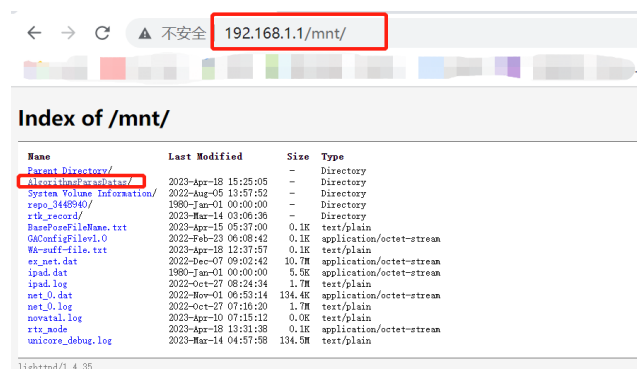 不安全 192.168.1.1/mnt/
Index of /mnt/
Name Last Modified Size Type
Parent Directory/ - Directory
AlgorithmsParasDatas/ 2023-Apr-18 15:25:05 - Directory
System Volume Information/ 2022-Aug-05 13:57:52 - Directory
repo_3448940/ 1980-Jan-01 00:00:00 - Directory
rtk_record/ 2023-Mar-14 03:06:36 - Directory
BasePoseFileName.txt 2023-Apr-15 05:37:00 0.1K text/plain
GAConfigFilev1.0 2022-Feb-23 06:08:42 0.1K application/octet-stream
WA-suff-file.txt 2023-Apr-18 12:37:57 0.1K text/plain
ex_net.dat 2022-Dec-07 09:02:42 10.7M application/octet-stream
ipad.dat 1980-Jan-01 00:00:00 5.5K application/octet-stream
ipad.log 2022-Oct-27 08:24:34 1.7M text/plain
net_0.dat 2022-Nov-01 06:53:14 134.4K application/octet-stream
net_0.log 2022-Oct-27 07:16:20 1.7M text/plain
novatal.log 2023-Apr-10 07:15:12 0.0K text/plain
rtx_mode 2023-Apr-18 13:31:38 0.1K application/octet-stream
unicore_debug.log 2023-Mar-14 04:57:58 134.5M text/plain
lighttpd/1.4.35